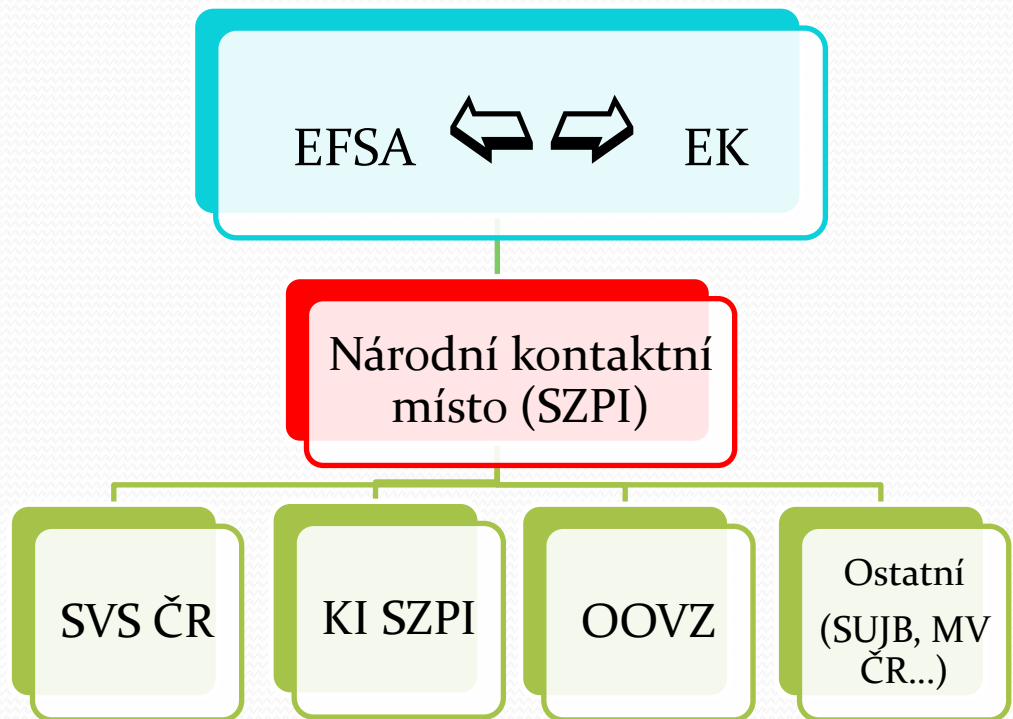 EFSA EK
Národní kontaktní
místo (SZPI)
SVS ČR
KI SZPI
OOVZ
Ostatní
(SUJB, MV
ČR...)